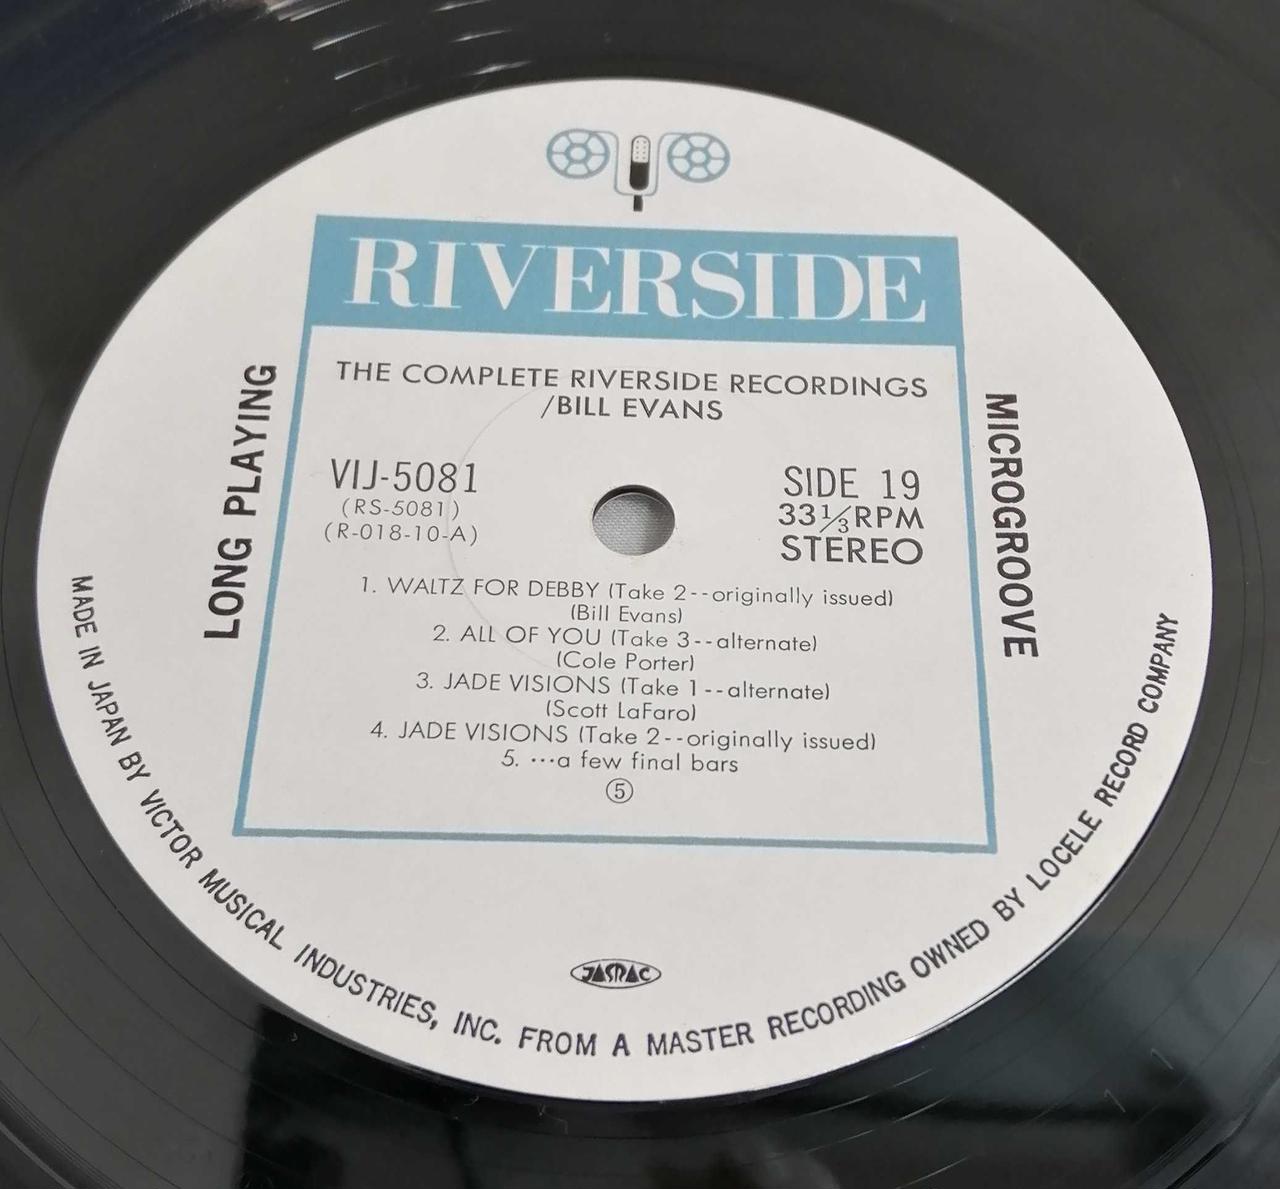 RIVERSIDE
THE COMPLETE RIVERSIDE RECORDINGS
/BILL EVANS
LONG PLAYING
MICROGROOVE
VIJ-5081
(RS-5081)
(R-018-10-A)
SIDE 19
33⅓RPM
STEREO
1. WALTZ FOR DEBBY (Take 2--originally issued)
(Bill Evans)
2. ALL OF YOU (Take 3--alternate)
(Cole Porter)
3. JADE VISIONS (Take 1--alternate)
(Scott LaFaro)
4. JADE VISIONS (Take 2--originally issued)
5. ···a few final bars
⑤
JASRAC
MADE IN JAPAN BY VICTOR MUSICAL INDUSTRIES, INC. FROM A MASTER RECORDING OWNED BY LOCELE RECORD COMPANY